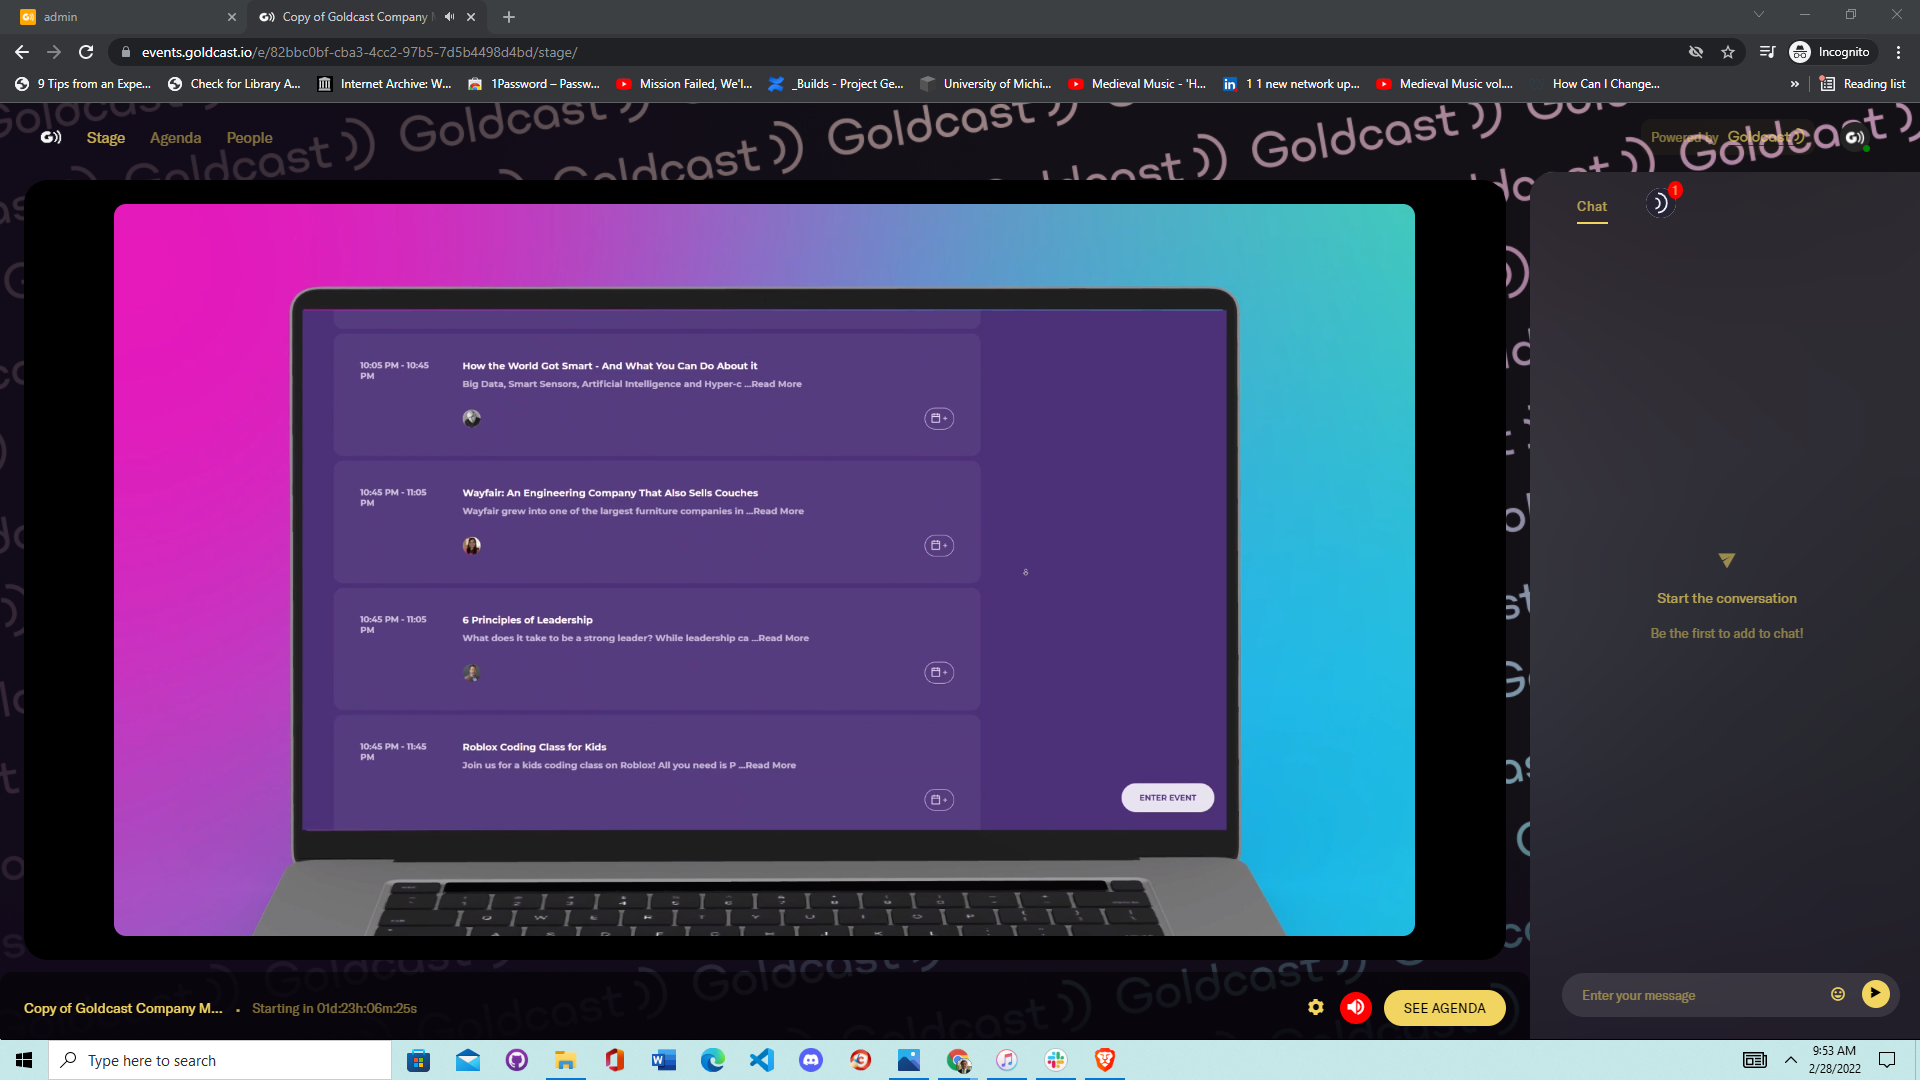 admin
Copy of Goldcast Company
events.goldcast.io/e/82bbc0bf-cba3-4cc2-97b5-7d5b4498d4bd/stage/
Incognito
9 Tips from an Expe...
Check for Library A...
Internet Archive: W...
1Password – Passw...
Mission Failed, We'l...
_Builds - Project Ge...
University of Michi...
Medieval Music - 'H...
1 1 new network up...
Medieval Music vol....
How Can I Change...
»
Reading list
Stage
Agenda
People
Powered by Goldcast
Chat
1
10:05 PM - 10:45
PM
How the World Got Smart - And What You Can Do About it
Big Data, Smart Sensors, Artificial Intelligence and Hyper-c ...Read More
10:45 PM - 11:05
PM
Wayfair: An Engineering Company That Also Sells Couches
Wayfair grew into one of the largest furniture companies in ...Read More
10:45 PM - 11:05
PM
6 Principles of Leadership
What does it take to be a strong leader? While leadership ca ...Read More
10:45 PM - 11:45
PM
Roblox Coding Class for Kids
Join us for a kids coding class on Roblox! All you need is P ...Read More
ENTER EVENT
Start the conversation
Be the first to add to chat!
Enter your message
Copy of Goldcast Company M... • Starting in 01d:23h:06m:25s
SEE AGENDA
Type here to search
9:53 AM
2/28/2022